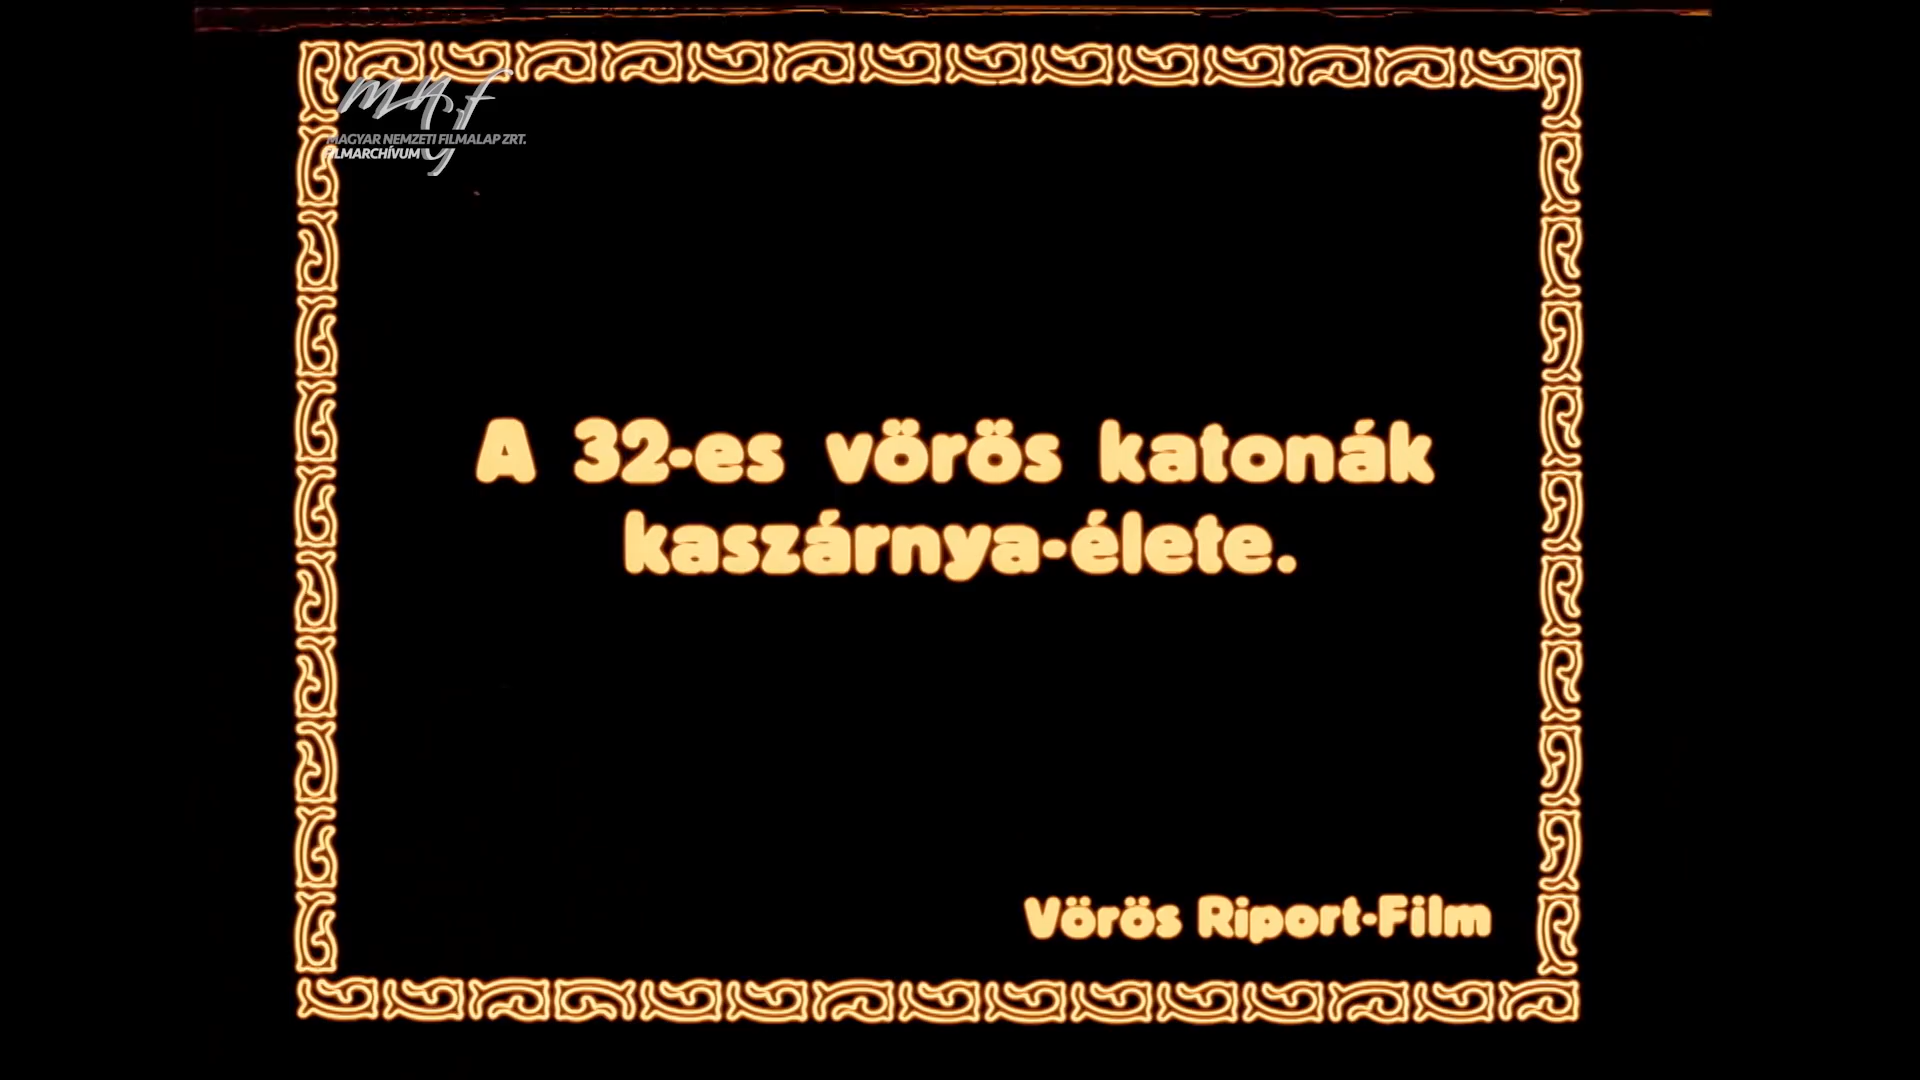 mnf
MAGYAR NEMZETI FILMALAP ZRT.
FILMARCHÍVUM
A 32-es vörös katonák
kaszárnya-élete.
Vörös Riport-Film